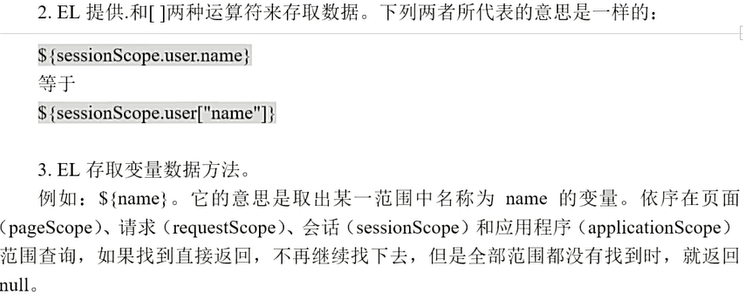 2. EL 提供.和[ ]两种运算符来存取数据。下列两者所代表的意思是一样的：
${sessionScope.user.name}
等于
${sessionScope.user["name"]}
3. EL 存取变量数据方法。
例如：${name}。它的意思是取出某一范围中名称为 name 的变量。依序在页面
（pageScope）、请求（requestScope）、会话（sessionScope）和应用程序（applicationScope）
范围查询，如果找到直接返回，不再继续找下去，但是全部范围都没有找到时，就返回
null。